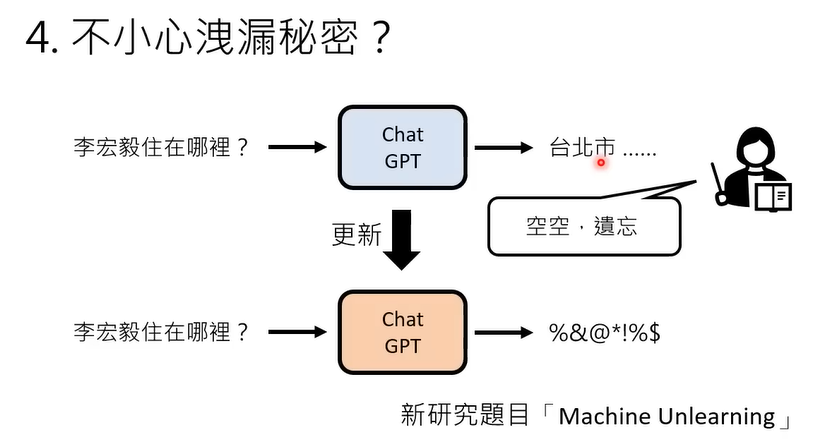 4. 不小心洩漏秘密？
李宏毅住在哪裡？
Chat
GPT
台北市 ......
空空，遺忘
更新
李宏毅住在哪裡？
Chat
GPT
%&@*!%$
新研究題目「Machine Unlearning」